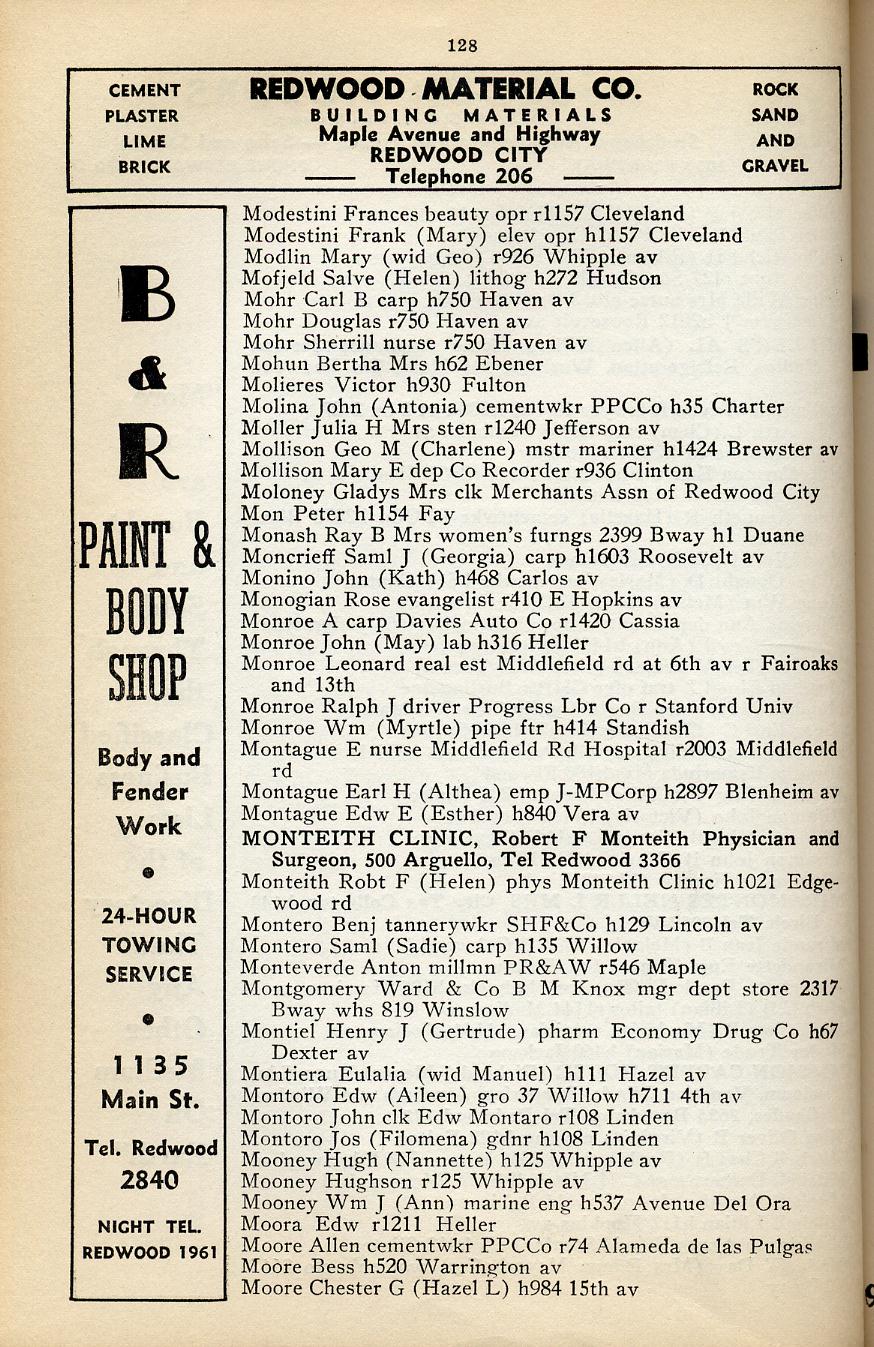 128
CEMENT
PLASTER
LIME
BRICK
REDWOOD MATERIAL CO.
BUILDING MATERIALS
Maple Avenue and Highway
REDWOOD CITY
Telephone 206
ROCK
SAND
AND
GRAVEL
B
&
R
PAINT &
BODY
SHOP
Body and
Fender
Work
24-HOUR
TOWING
SERVICE
1135
Main St.
Tel. Redwood
2840
NIGHT TEL.
REDWOOD 1961
Modestini Frances beauty opr r1157 Cleveland
Modestini Frank (Mary) elev opr h1157 Cleveland
Modlin Mary (wid Geo) r926 Whipple av
Mofjeld Salve (Helen) lithog h272 Hudson
Mohr Carl B carp h750 Haven av
Mohr Douglas r750 Haven av
Mohr Sherrill nurse r750 Haven av
Mohun Bertha Mrs h62 Ebener
Molieres Victor h930 Fulton
Molina John (Antonia) cementwkr PPCCo h35 Charter
Moller Julia H Mrs sten r1240 Jefferson av
Mollison Geo M (Charlene) mstr mariner h1424 Brewster av
Mollison Mary E dep Co Recorder r936 Clinton
Moloney Gladys Mrs clk Merchants Assn of Redwood City
Mon Peter h1154 Fay
Monash Ray B Mrs women's furngs 2399 Bway h1 Duane
Moncrieff Saml J (Georgia) carp h1603 Roosevelt av
Monino John (Kath) h468 Carlos av
Monogian Rose evangelist r410 E Hopkins av
Monroe A carp Davies Auto Co r1420 Cassia
Monroe John (May) lab h316 Heller
Monroe Leonard real est Middlefield rd at 6th av r Fairoaks
and 13th
Monroe Ralph J driver Progress Lbr Co r Stanford Univ
Monroe Wm (Myrtle) pipe ftr h414 Standish
Montague E nurse Middlefield Rd Hospital r2003 Middlefield
rd
Montague Earl H (Althea) emp J-MPCorp h2897 Blenheim av
Montague Edw E (Esther) h840 Vera av
MONTEITH CLINIC, Robert F Monteith Physician and
Surgeon, 500 Arguello, Tel Redwood 3366
Monteith Robt F (Helen) phys Monteith Clinic h1021 Edge-
wood rd
Montero Benj tannerywkr SHF&Co h129 Lincoln av
Montero Saml (Sadie) carp h135 Willow
Monteverde Anton millmn PR&AW r546 Maple
Montgomery Ward & Co B M Knox mgr dept store 2317
Bway whs 819 Winslow
Montiel Henry J (Gertrude) pharm Economy Drug Co h67
Dexter av
Montiera Eulalia (wid Manuel) h111 Hazel av
Montoro Edw (Aileen) gro 37 Willow h711 4th av
Montoro John clk Edw Montaro r108 Linden
Montoro Jos (Filomena) gdnr h108 Linden
Mooney Hugh (Nannette) h125 Whipple av
Mooney Hughson r125 Whipple av
Mooney Wm J (Ann) marine eng h537 Avenue Del Ora
Moora Edw r1211 Heller
Moore Allen cementwkr PPCCo r74 Alameda de las Pulgas
Moore Bess h520 Warrington av
Moore Chester G (Hazel L) h984 15th av